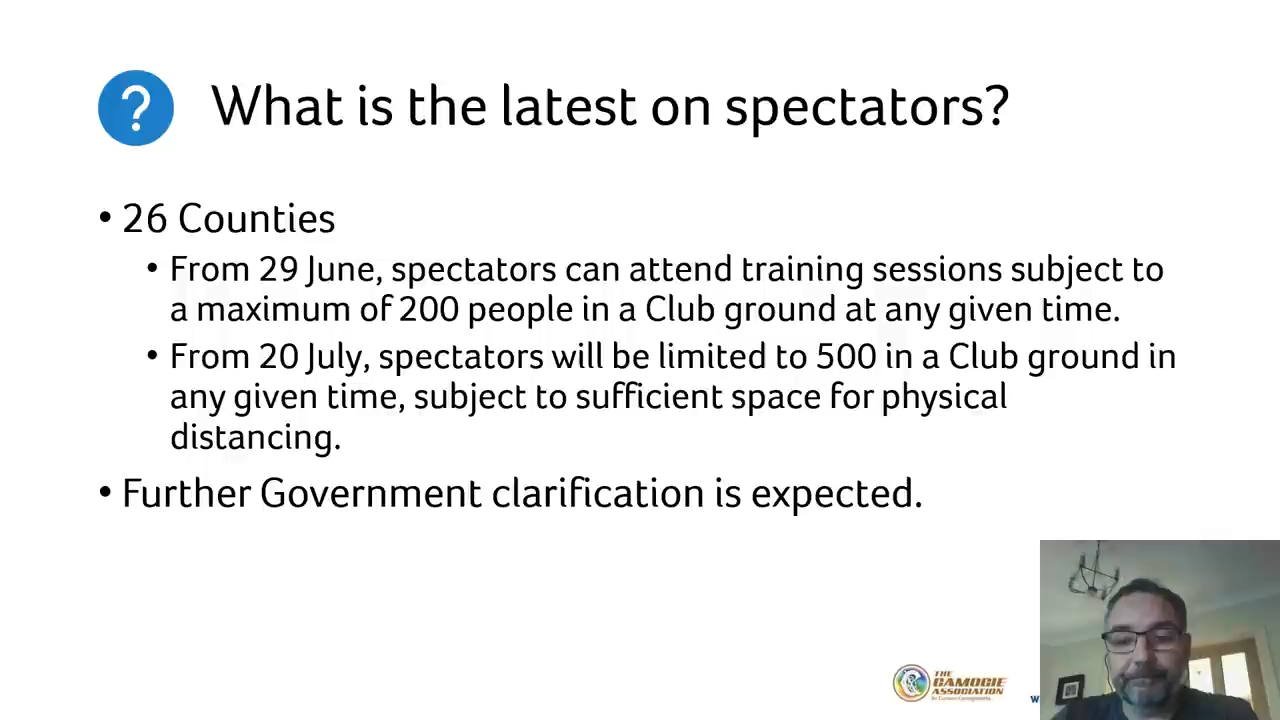 ?
What is the latest on spectators?
• 26 Counties
• From 29 June, spectators can attend training sessions subject to
a maximum of 200 people in a Club ground at any given time.
• From 20 July, spectators will be limited to 500 in a Club ground in
any given time, subject to sufficient space for physical
distancing.
• Further Government clarification is expected.
THE
CAMOGIE
ASSOCIATION